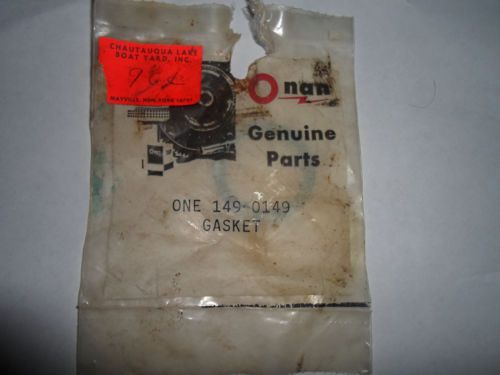 CHAUTAUQUA LAKE
BOAT YARD, INC.
MAYVILLE, NEW YORK
Onan
Genuine
Parts
ONE 149-0149
GASKET